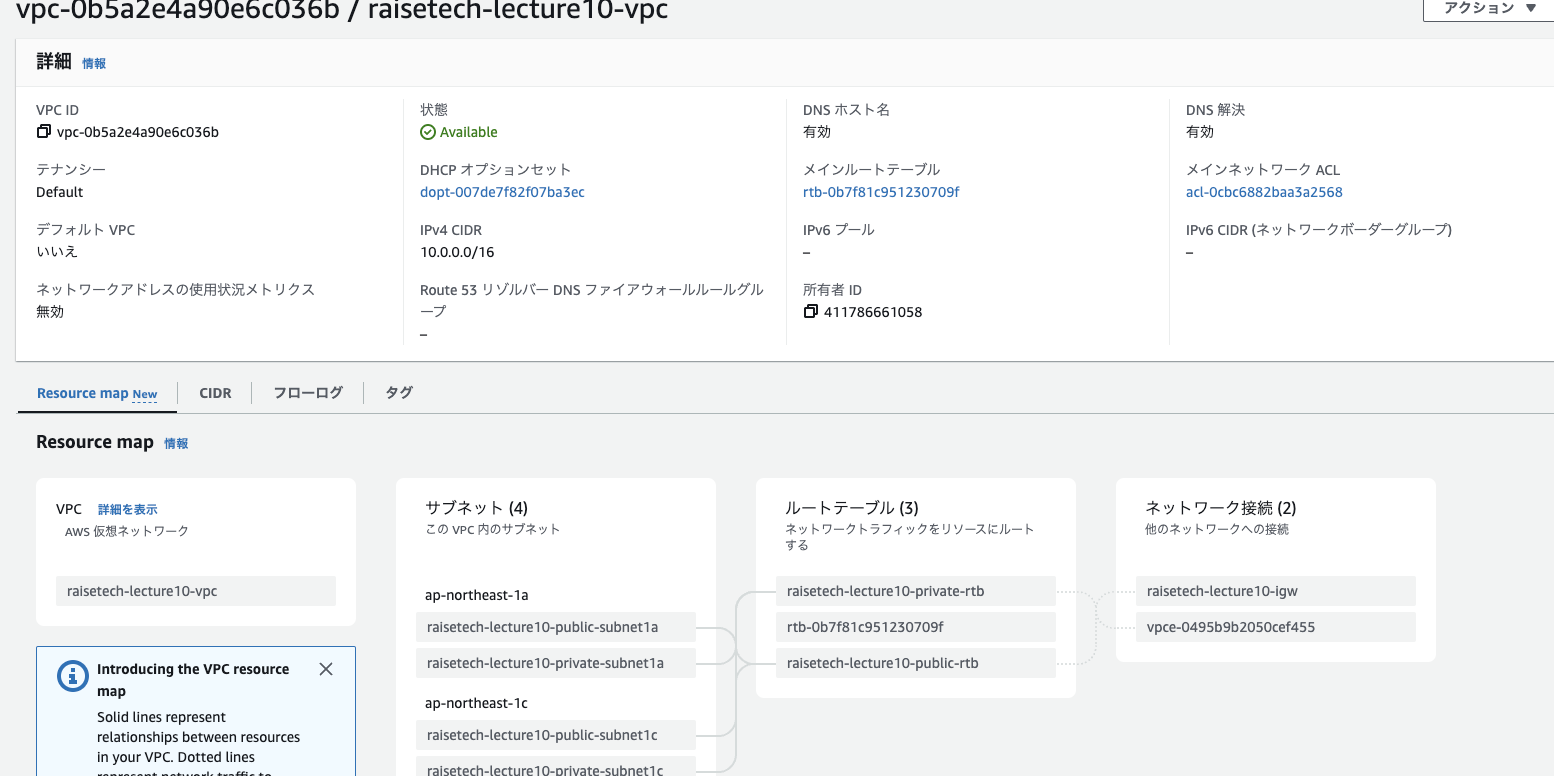 vpc-0b5a2e4a90e6c036b / raisetech-lecture10-vpc
アクション ▼
詳細 情報
VPC ID
vpc-0b5a2e4a90e6c036b
状態
Available
DNS ホスト名
有効
DNS 解決
有効
テナンシー
Default
DHCP オプションセット
dopt-007de7f82f07ba3ec
メインルートテーブル
rtb-0b7f81c951230709f
メインネットワーク ACL
acl-0cbc6882baa3a2568
デフォルト VPC
いいえ
IPv4 CIDR
10.0.0.0/16
IPv6 プール
–
IPv6 CIDR (ネットワークボーダーグループ)
–
ネットワークアドレスの使用状況メトリクス
無効
Route 53 リゾルバー DNS ファイアウォールルールグル
ープ
–
所有者 ID
411786661058
Resource map New
CIDR
フローログ
タグ
Resource map 情報
VPC 詳細を表示
AWS 仮想ネットワーク
raisetech-lecture10-vpc
Introducing the VPC resource
map
Solid lines represent
relationships between resources
in your VPC. Dotted lines
represent network traffic to
サブネット (4)
この VPC 内のサブネット
ap-northeast-1a
raisetech-lecture10-public-subnet1a
raisetech-lecture10-private-subnet1a
ap-northeast-1c
raisetech-lecture10-public-subnet1c
raisetech-lecture10-private-subnet1c
ルートテーブル (3)
ネットワークトラフィックをリソースにルート
する
raisetech-lecture10-private-rtb
rtb-0b7f81c951230709f
raisetech-lecture10-public-rtb
ネットワーク接続 (2)
他のネットワークへの接続
raisetech-lecture10-igw
vpce-0495b9b2050cef455